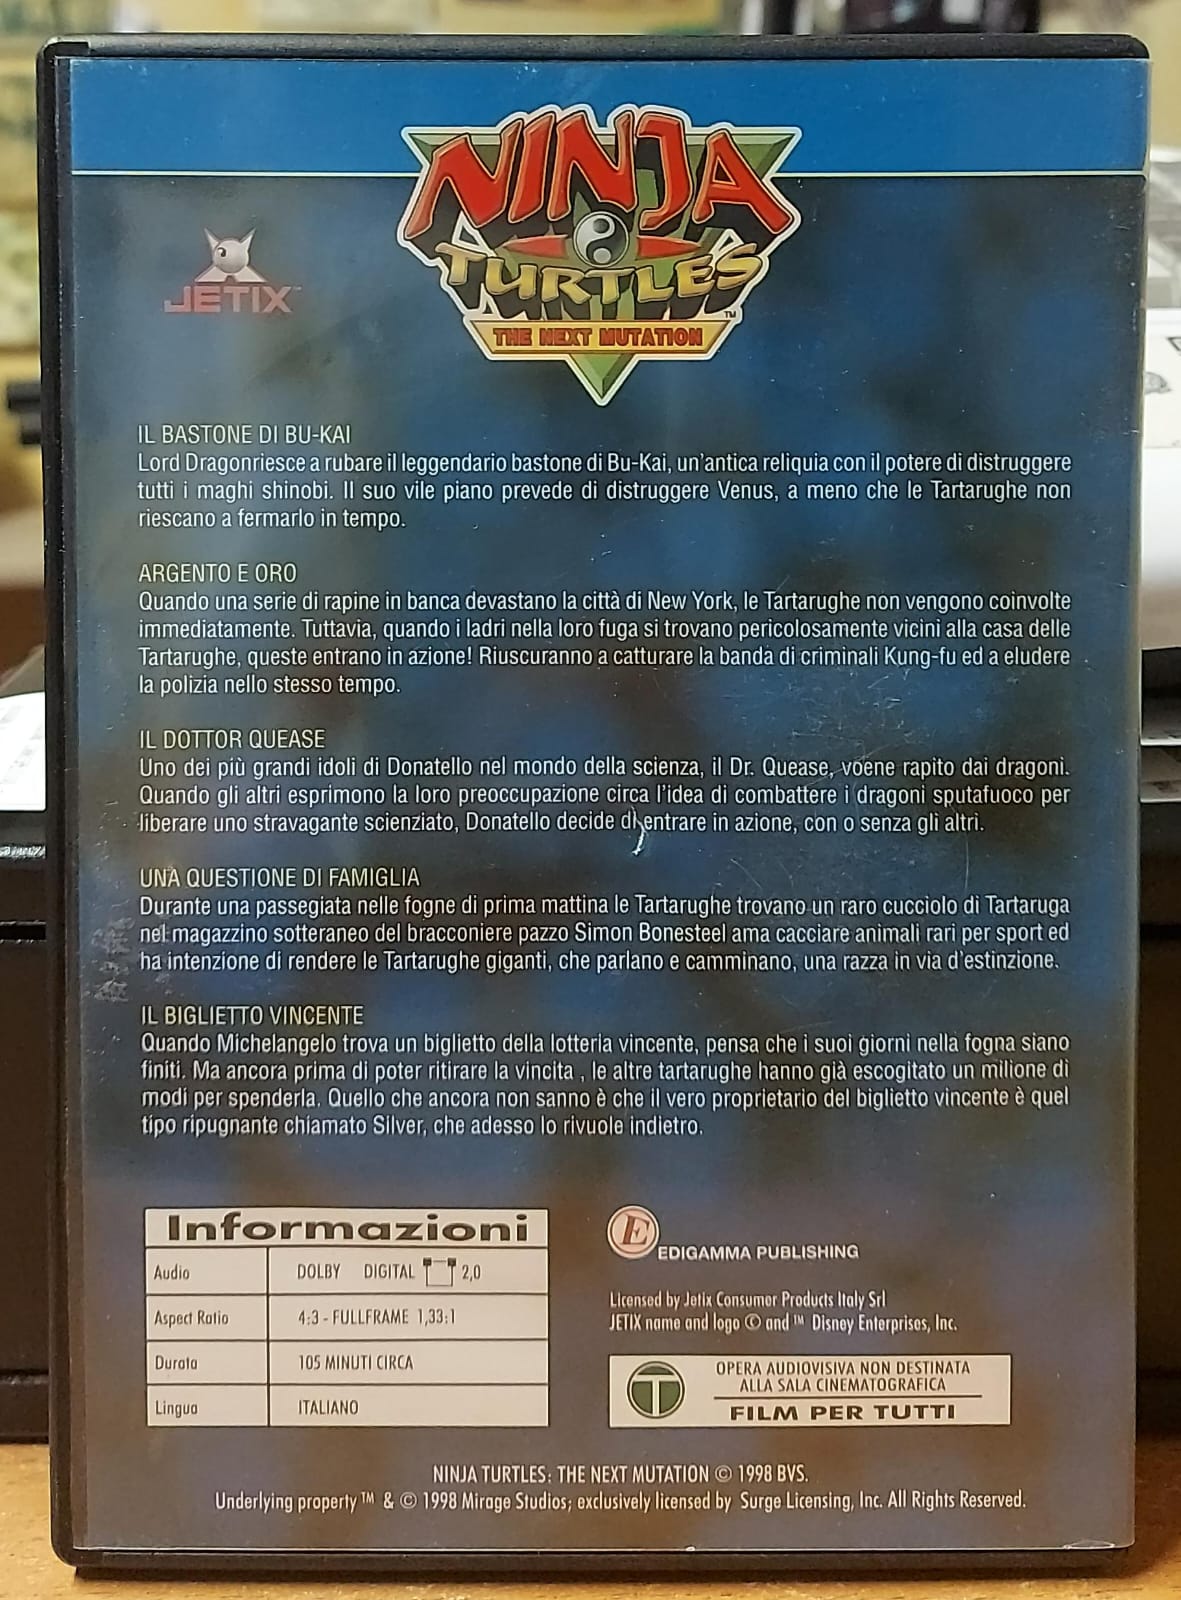 NINJA
TURTLES
THE NEXT MUTATION™
JETIX™
IL BASTONE DI BU-KAI
Lord Dragonriesce a rubare il leggendario bastone di Bu-Kai, un'antica reliquia con il potere di distruggere
tutti i maghi shinobi. Il suo vile piano prevede di distruggere Venus, a meno che le Tartarughe non
riescano a fermarlo in tempo.
ARGENTO E ORO
Quando una serie di rapine in banca devastano la città di New York, le Tartarughe non vengono coinvolte
immediatamente. Tuttavia, quando i ladri nella loro fuga si trovano pericolosamente vicini alla casa delle
Tartarughe, queste entrano in azione! Riuscuranno a catturare la banda di criminali Kung-fu ed a eludere
la polizia nello stesso tempo.
IL DOTTOR QUEASE
Uno dei più grandi idoli di Donatello nel mondo della scienza, il Dr. Quease, voene rapito dai dragoni.
Quando gli altri esprimono la loro preoccupazione circa l'idea di combattere i dragoni sputafuoco per
liberare uno stravagante scienziato, Donatello decide di entrare in azione, con o senza gli altri.
UNA QUESTIONE DI FAMIGLIA
Durante una passegiata nelle fogne di prima mattina le Tartarughe trovano un raro cucciolo di Tartaruga
nel magazzino sotteraneo del bracconiere pazzo Simon Bonesteel ama cacciare animali rari per sport ed
ha intenzione di rendere le Tartarughe giganti, che parlano e camminano, una razza in via d'estinzione.
IL BIGLIETTO VINCENTE
Quando Michelangelo trova un biglietto della lotteria vincente, pensa che i suoi giorni nella fogna siano
finiti. Ma ancora prima di poter ritirare la vincita , le altre tartarughe hanno già escogitato un milione di
modi per spenderla. Quello che ancora non sanno è che il vero proprietario del biglietto vincente è quel
tipo ripugnante chiamato Silver, che adesso lo rivuole indietro.
Informazioni
Audio DOLBY DIGITAL 2,0
Aspect Ratio 4:3 - FULLFRAME 1,33:1
Durata 105 MINUTI CIRCA
Lingua ITALIANO
E
EDIGAMMA PUBLISHING
Licensed by Jetix Consumer Products Italy Srl
JETIX name and logo © and ™ Disney Enterprises, Inc.
T
OPERA AUDIOVISIVA NON DESTINATA
ALLA SALA CINEMATOGRAFICA
FILM PER TUTTI
NINJA TURTLES: THE NEXT MUTATION © 1998 BVS.
Underlying property ™ & © 1998 Mirage Studios; exclusively licensed by Surge Licensing, Inc. All Rights Reserved.